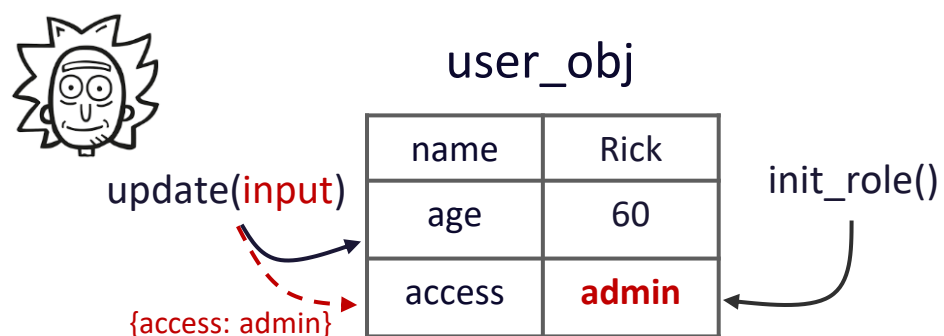 user_obj
name Rick
update(input)
age 60
init_role()
access admin
{access: admin}